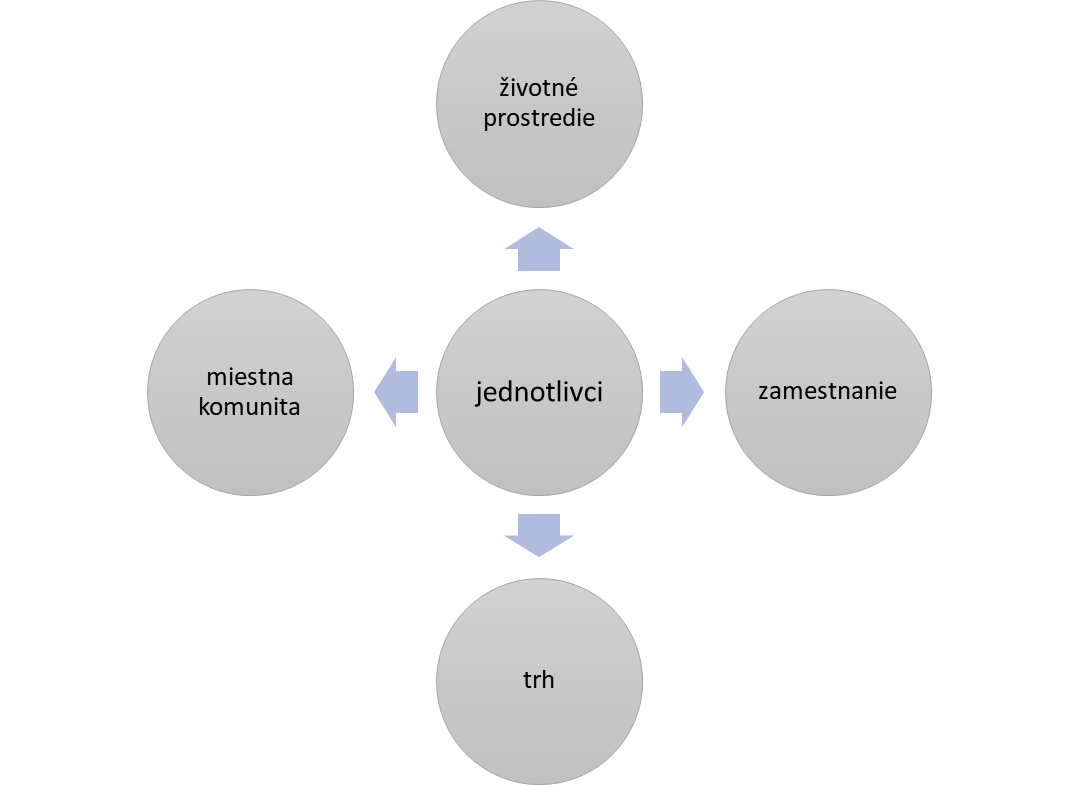 životné
prostredie
miestna
komunita
jednotlivci
zamestnanie
trh